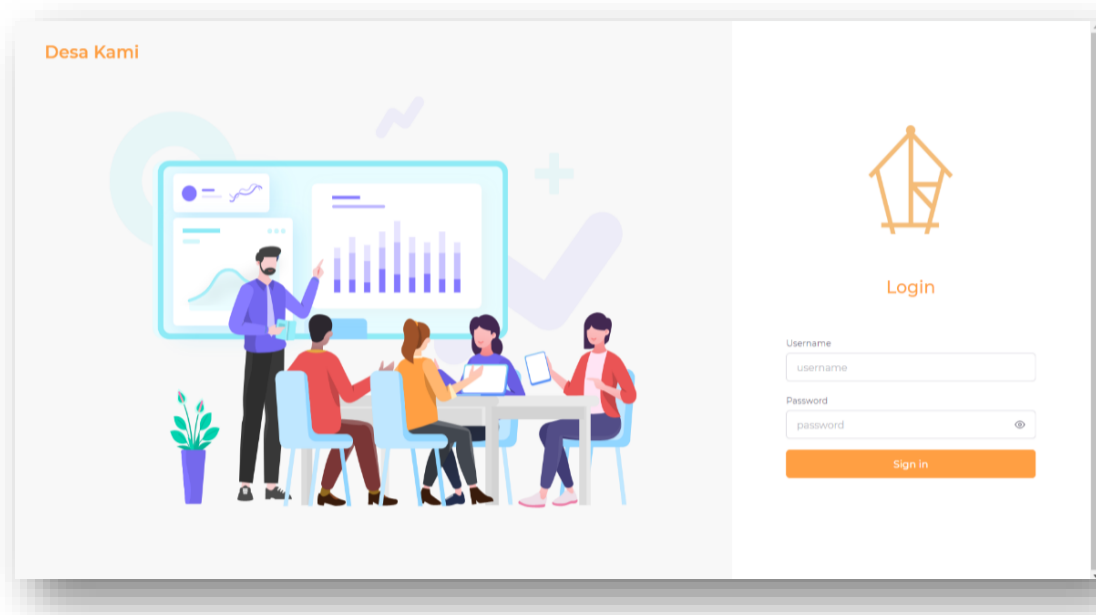 Desa Kami
Login
Username
username
Password
password
Sign in